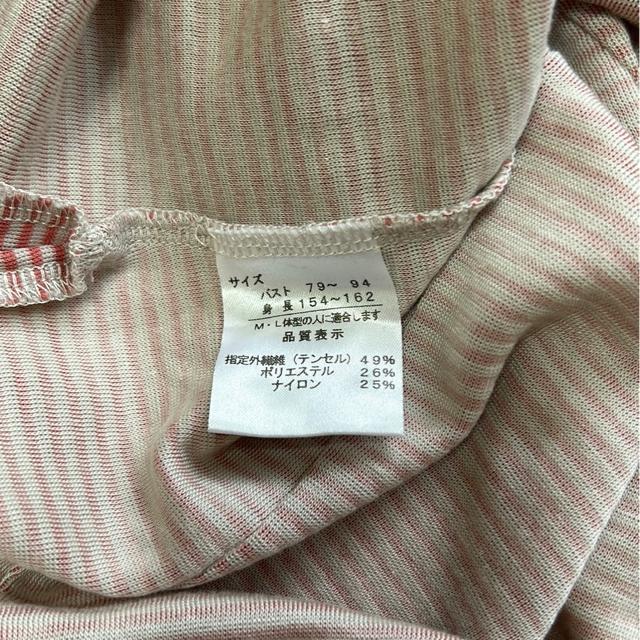 サイズ
バスト 79～ 94
身 長 154～162
M・L体型の人に適合します
品質表示
指定外繊維（テンセル）49%
ポリエステル 26%
ナイロン 25%